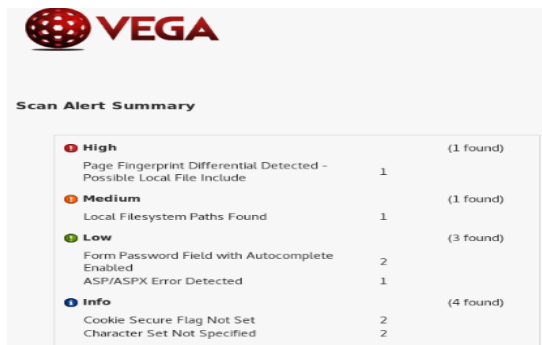 VEGA
Scan Alert Summary
High (1 found)
Page Fingerprint Differential Detected -
Possible Local File Include 1
Medium (1 found)
Local Filesystem Paths Found 1
Low (3 found)
Form Password Field with Autocomplete
Enabled 2
ASP/ASPX Error Detected 1
Info (4 found)
Cookie Secure Flag Not Set 2
Character Set Not Specified 2